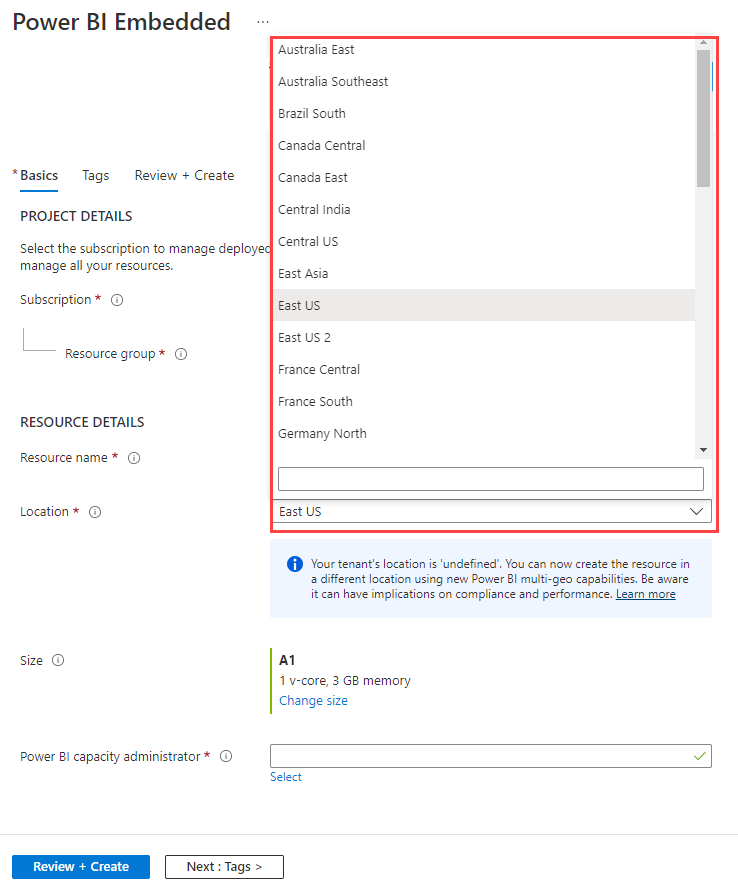 Power BI Embedded ...
Australia East
Australia Southeast
Brazil South
Canada Central
* Basics Tags Review + Create
Canada East
PROJECT DETAILS
Central India
Select the subscription to manage deployed
Central US
manage all your resources.
East Asia
Subscription *
East US
East US 2
Resource group *
France Central
France South
RESOURCE DETAILS
Germany North
Resource name *
Location *
East US
Your tenant's location is 'undefined'. You can now create the resource in
a different location using new Power BI multi-geo capabilities. Be aware
it can have implications on compliance and performance. Learn more
Size
A1
1 v-core, 3 GB memory
Change size
Power BI capacity administrator *
Select
Review + Create
Next : Tags >